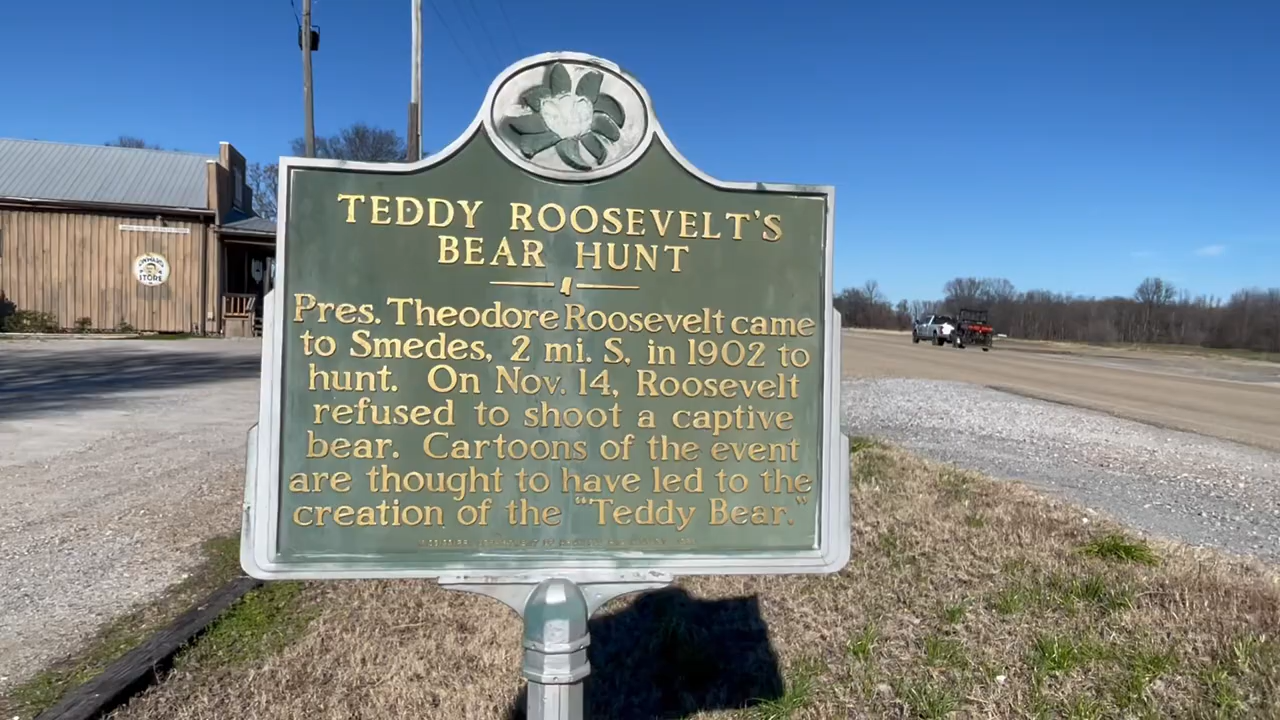 TEDDY ROOSEVELT'S
BEAR HUNT
Pres. Theodore Roosevelt came
to Smedes, 2 mi. S, in 1902 to
hunt. On Nov. 14, Roosevelt
refused to shoot a captive
bear. Cartoons of the event
are thought to have led to the
creation of the "Teddy Bear."
STORE